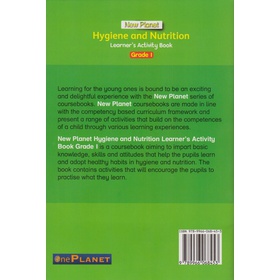 New Planet
Hygiene and Nutrition
Learner's Activity Book
Grade 1
Learning for the young ones is bound to be an exciting
and delightful experience with the New Planet series of
coursebooks. New Planet coursebooks are made in line
with the competency based curriculum framework and
present a range of activities that build on the competences
of a child through various learning experiences.
New Planet Hygiene and Nutrition Learner's Activity
Book Grade 1 is a coursebook aiming to impart basic
knowledge, skills and attitudes that help the pupils learn
and adopt healthy habits in hygiene and nutrition. The
book contains activities that will encourage the pupils to
practise what they learn.
One PLANET